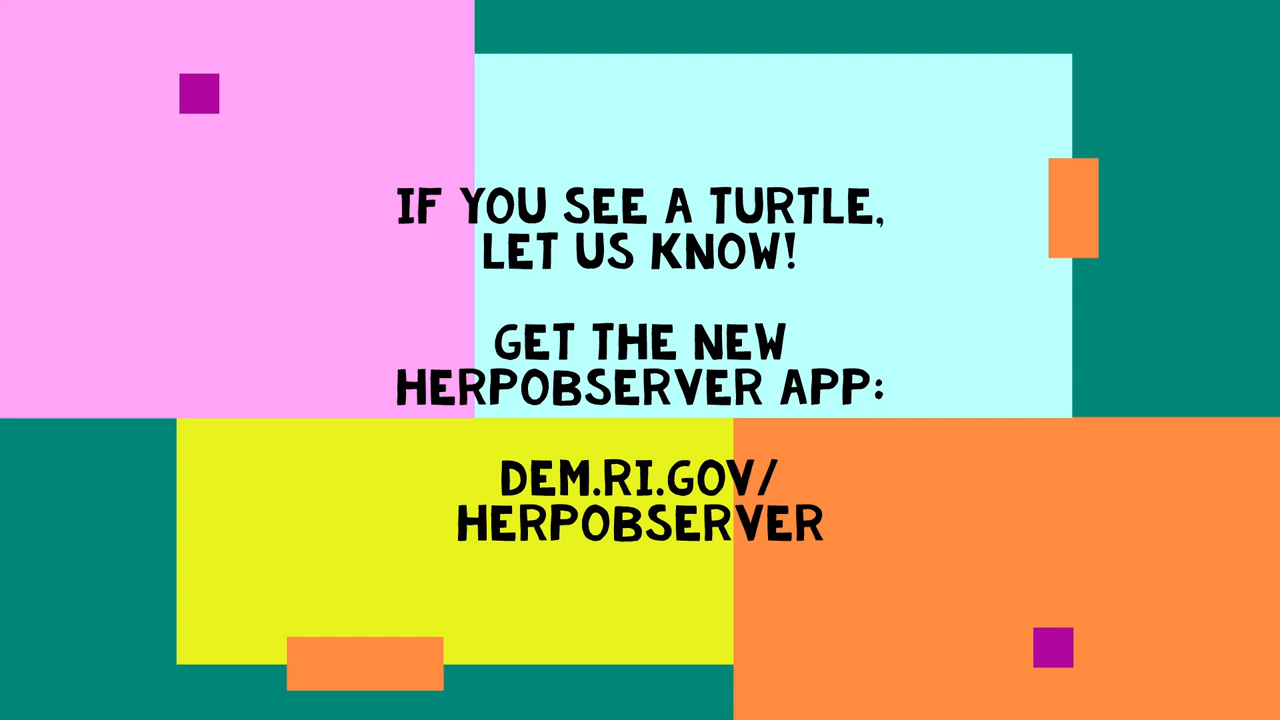 IF YOU SEE A TURTLE,
LET US KNOW!
GET THE NEW
HERPOBSERVER APP:
DEM.RI.GOV/
HERPOBSERVER